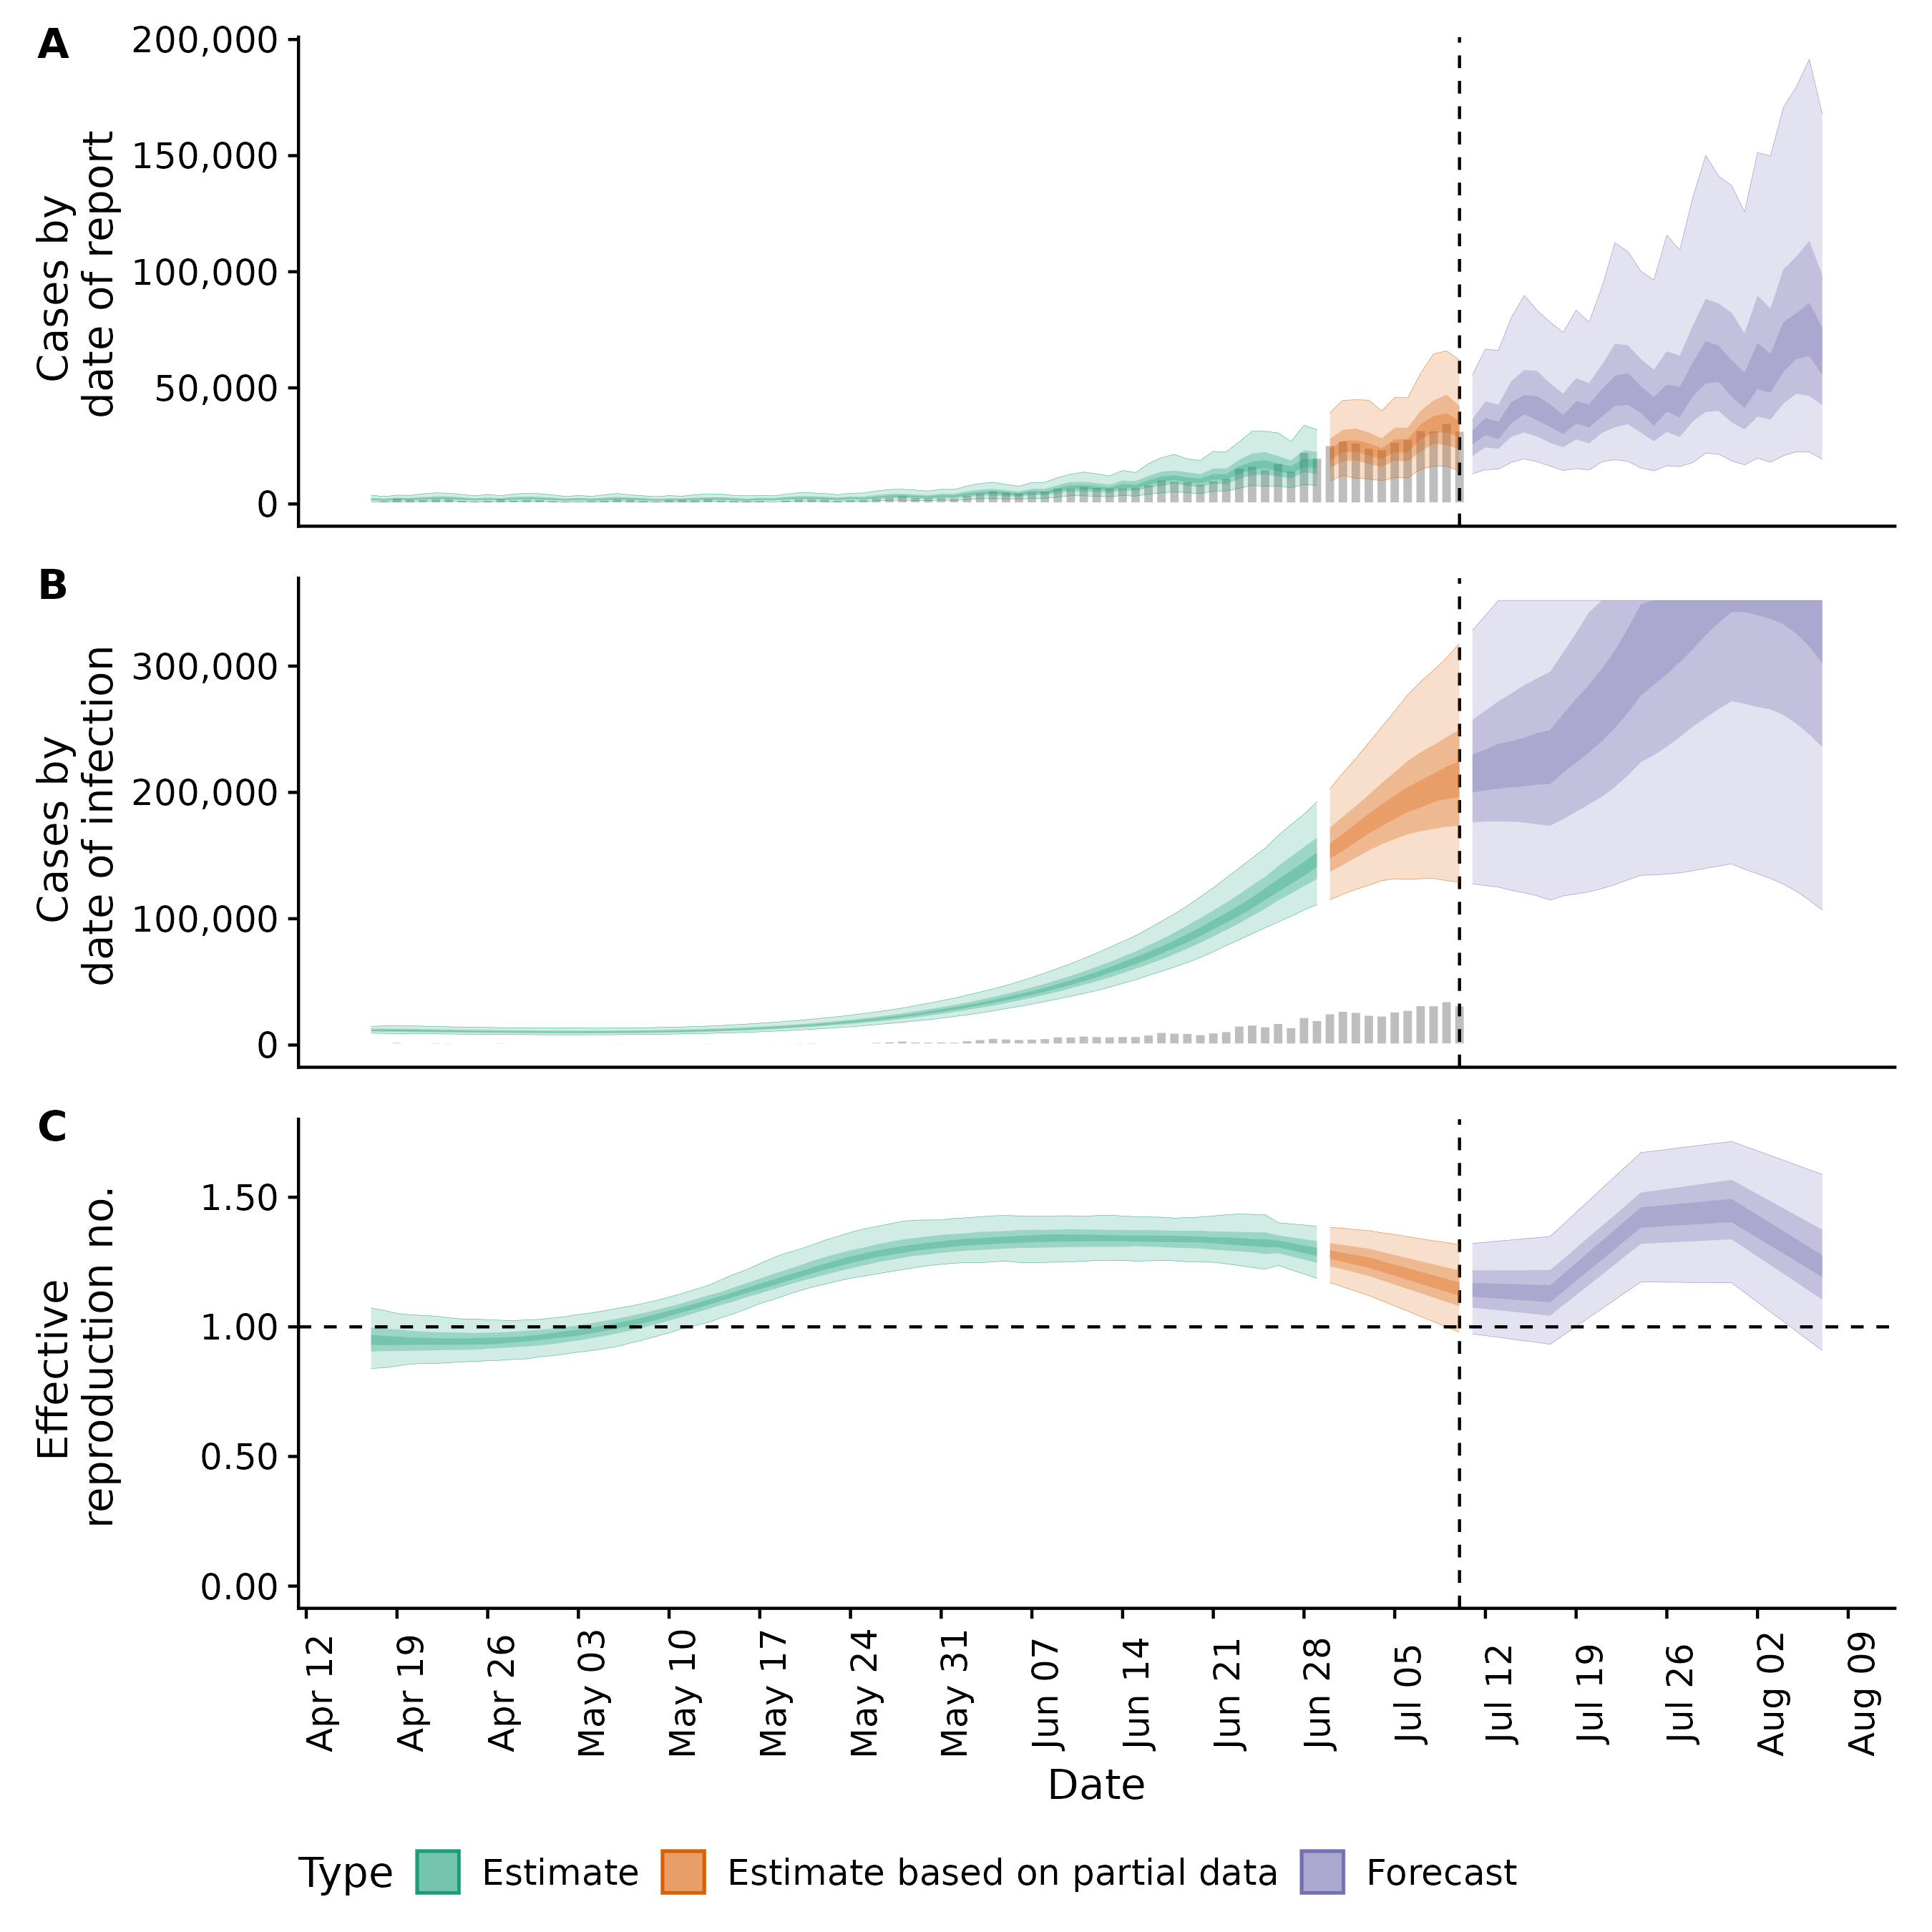 A
200,000
150,000
100,000
50,000
0
Cases by
date of report
B
300,000
200,000
100,000
0
Cases by
date of infection
C
1.50
1.00
0.50
0.00
Effective
reproduction no.
Apr 12
Apr 19
Apr 26
May 03
May 10
May 17
May 24
May 31
Jun 07
Jun 14
Jun 21
Jun 28
Jul 05
Jul 12
Jul 19
Jul 26
Aug 02
Aug 09
Date
Type Estimate Estimate based on partial data Forecast